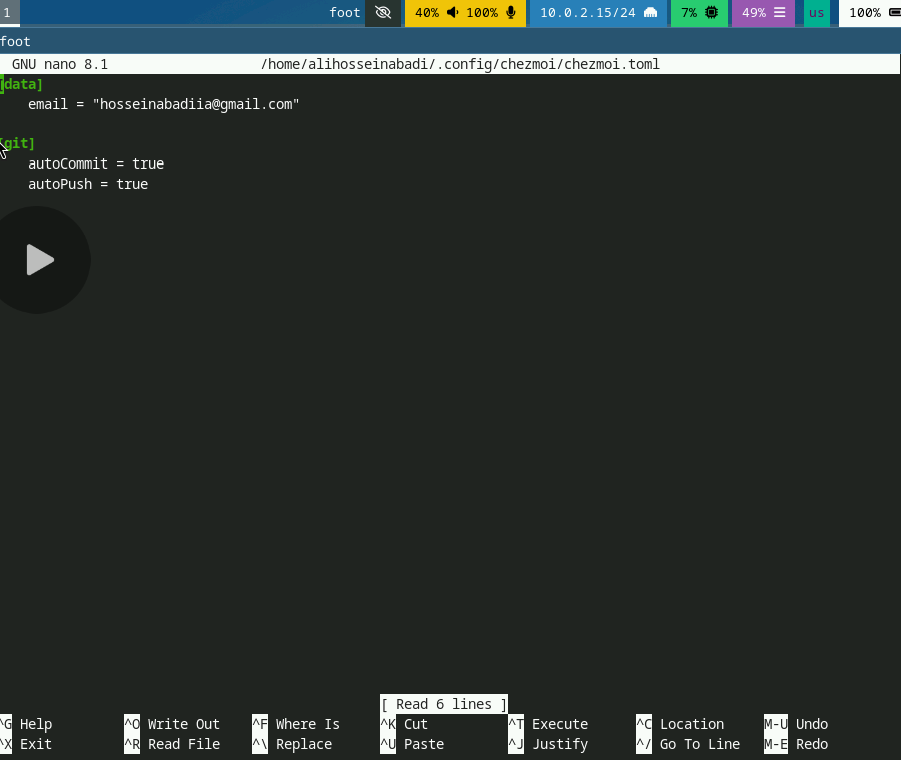 1 foot 40% 100% 10.0.2.15/24 7% 49% us 100%
foot
GNU nano 8.1 /home/alihosseinabadi/.config/chezmoi/chezmoi.toml
[data]
email = "hosseinabadiia@gmail.com"
[git]
autoCommit = true
autoPush = true
[ Read 6 lines ]
^G Help ^O Write Out ^F Where Is ^K Cut ^T Execute ^C Location M-U Undo
^X Exit ^R Read File ^\ Replace ^U Paste ^J Justify ^/ Go To Line M-E Redo